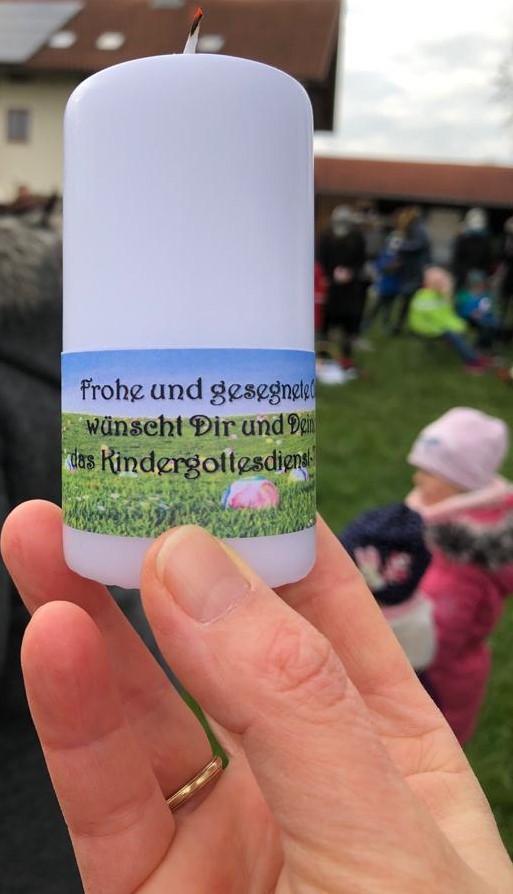 Frohe und gesegnete
wünscht Dir und Dein
das Kindergottesdienst-